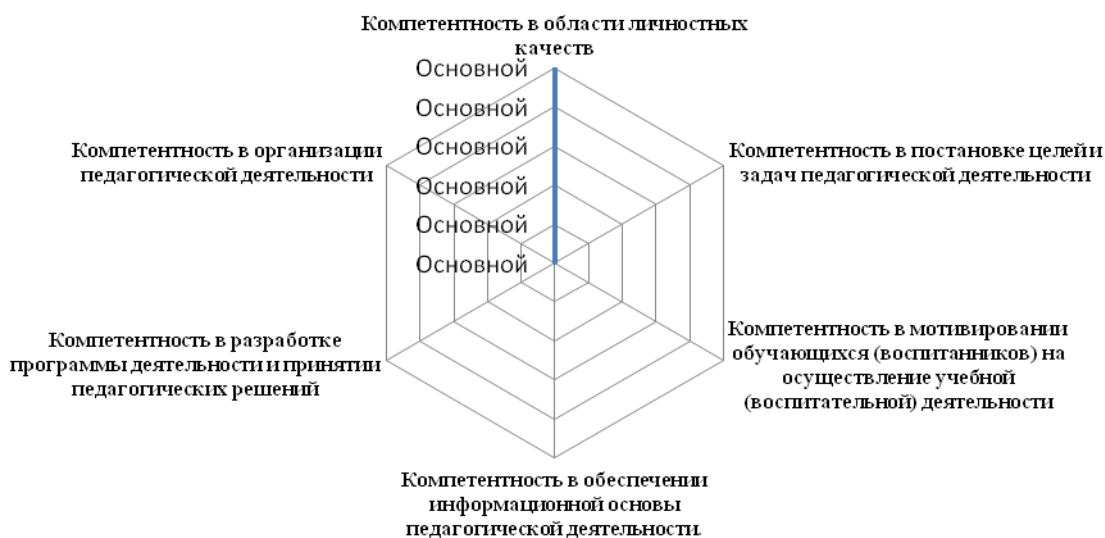 Компетентность в области личностных
качеств
Основной
Основной
Основной
Основной
Основной
Основной
Компетентность в постановке целей и
задач педагогической деятельности
Компетентность в мотивировании
обучающихся (воспитанников) на
осуществление учебной
(воспитательной) деятельности
Компетентность в обеспечении
информационной основы
педагогической деятельности.
Компетентность в разработке
программы деятельности и принятии
педагогических решений
Компетентность в организации
педагогической деятельности